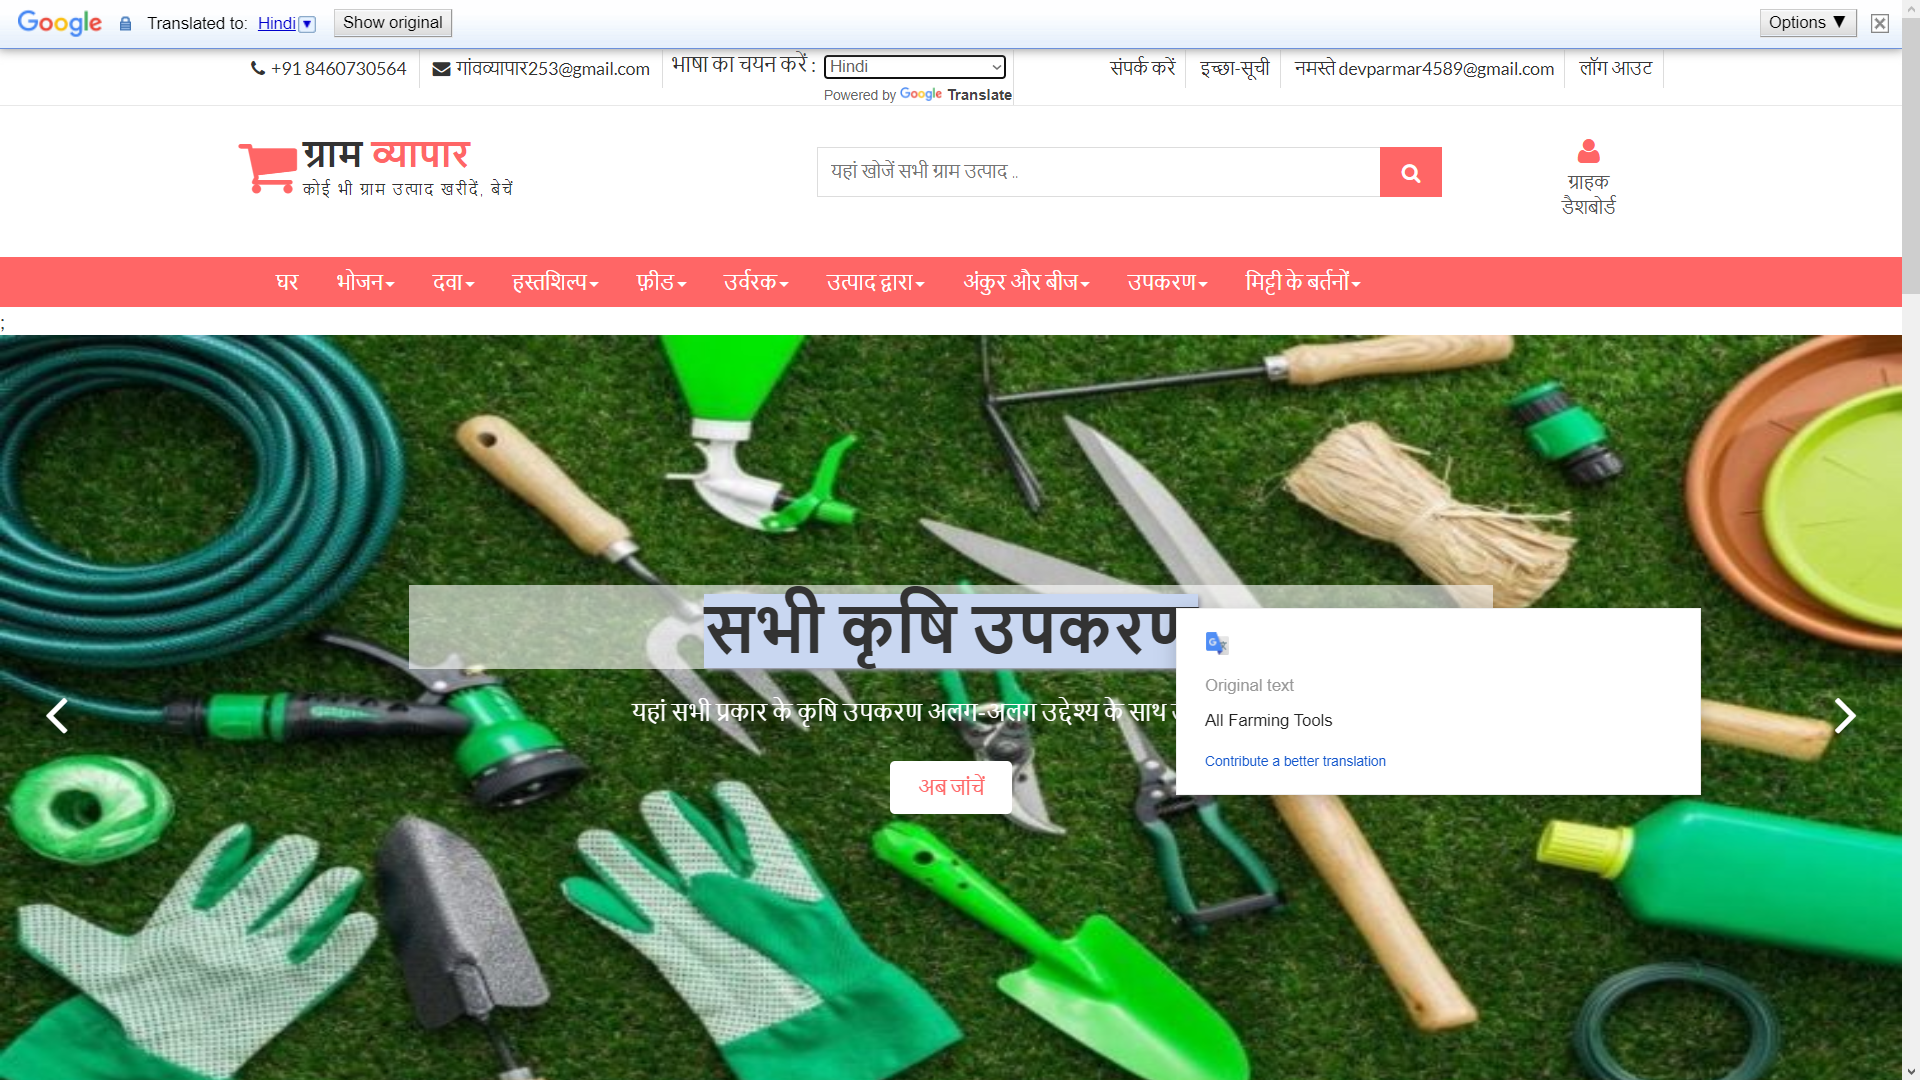 Google Translated to: Hindi ▼ Show original Options ▼
+91 8460730564 गांवव्यापार253@gmail.com भाषा का चयन करें : Hindi संपर्क करें इच्छा-सूची नमस्ते devparmar4589@gmail.com लॉग आउट
Powered by Google Translate
ग्राम व्यापार
कोई भी ग्राम उत्पाद खरीदें, बेचें
यहां खोजें सभी ग्राम उत्पाद ..
ग्राहक
डैशबोर्ड
घर भोजन दवा हस्तशिल्प फ़ीड उर्वरक उत्पाद द्वारा अंकुर और बीज उपकरण मिट्टी के बर्तनों
;
सभी कृषि उपकरण
यहां सभी प्रकार के कृषि उपकरण अलग-अलग उद्देश्य के साथ
अब जांचें
Original text
All Farming Tools
Contribute a better translation